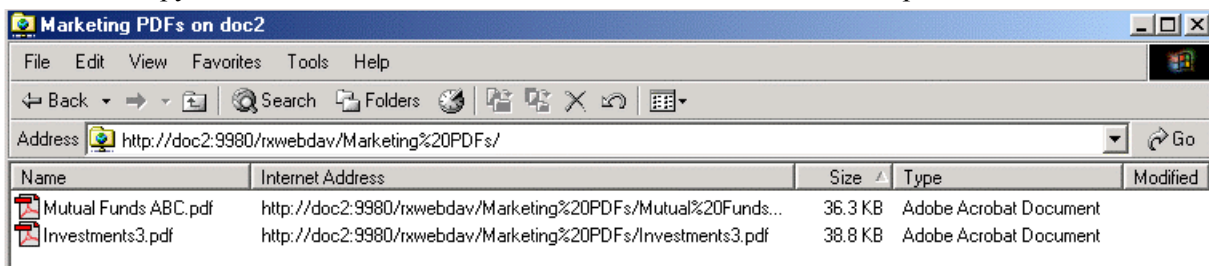 Marketing PDFs on doc2
File Edit View Favorites Tools Help
Back Search Folders
Address http://doc2:9980/rxwebdav/Marketing%20PDFs/ Go
Name Internet Address Size Type Modified
Mutual Funds ABC.pdf http://doc2:9980/rxwebdav/Marketing%20PDFs/Mutual%20Funds... 36.3 KB Adobe Acrobat Document
Investments3.pdf http://doc2:9980/rxwebdav/Marketing%20PDFs/Investments3.pdf 38.8 KB Adobe Acrobat Document